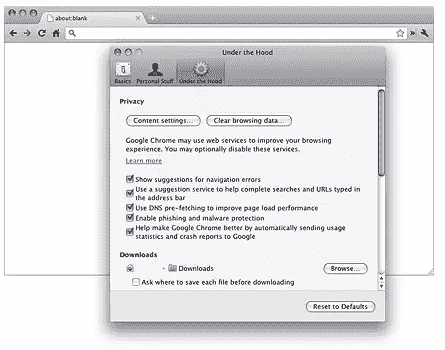 about:blank
Under the Hood
Basics Personal Stuff Under the Hood
Privacy
Content settings... Clear browsing data...
Google Chrome may use web services to improve your browsing
experience. You may optionally disable these services.
Learn more
Show suggestions for navigation errors
Use a suggestion service to help complete searches and URLs typed in
the address bar
Use DNS pre-fetching to improve page load performance
Enable phishing and malware protection
Help make Google Chrome better by automatically sending usage
statistics and crash reports to Google
Downloads
Downloads Browse...
Ask where to save each file before downloading
Reset to Defaults